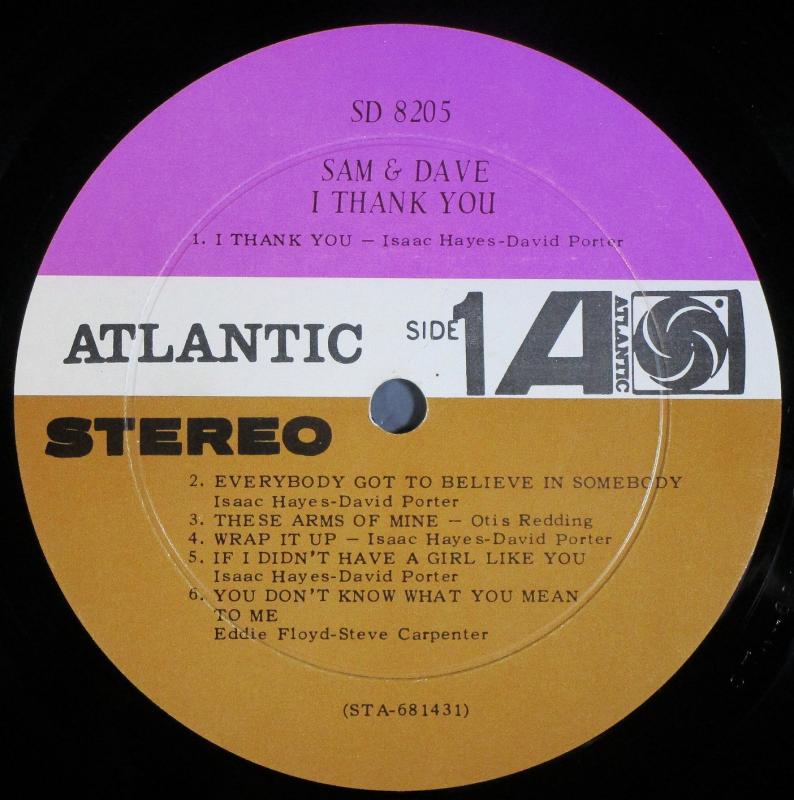 SD 8205
SAM & DAVE
I THANK YOU
1. I THANK YOU — Isaac Hayes-David Porter
ATLANTIC
SIDE 1
A
ATLANTIC
STEREO
2. EVERYBODY GOT TO BELIEVE IN SOMEBODY
Isaac Hayes-David Porter
3. THESE ARMS OF MINE — Otis Redding
4. WRAP IT UP — Isaac Hayes-David Porter
5. IF I DIDN'T HAVE A GIRL LIKE YOU
Isaac Hayes-David Porter
6. YOU DON'T KNOW WHAT YOU MEAN
TO ME
Eddie Floyd-Steve Carpenter
(STA-681431)